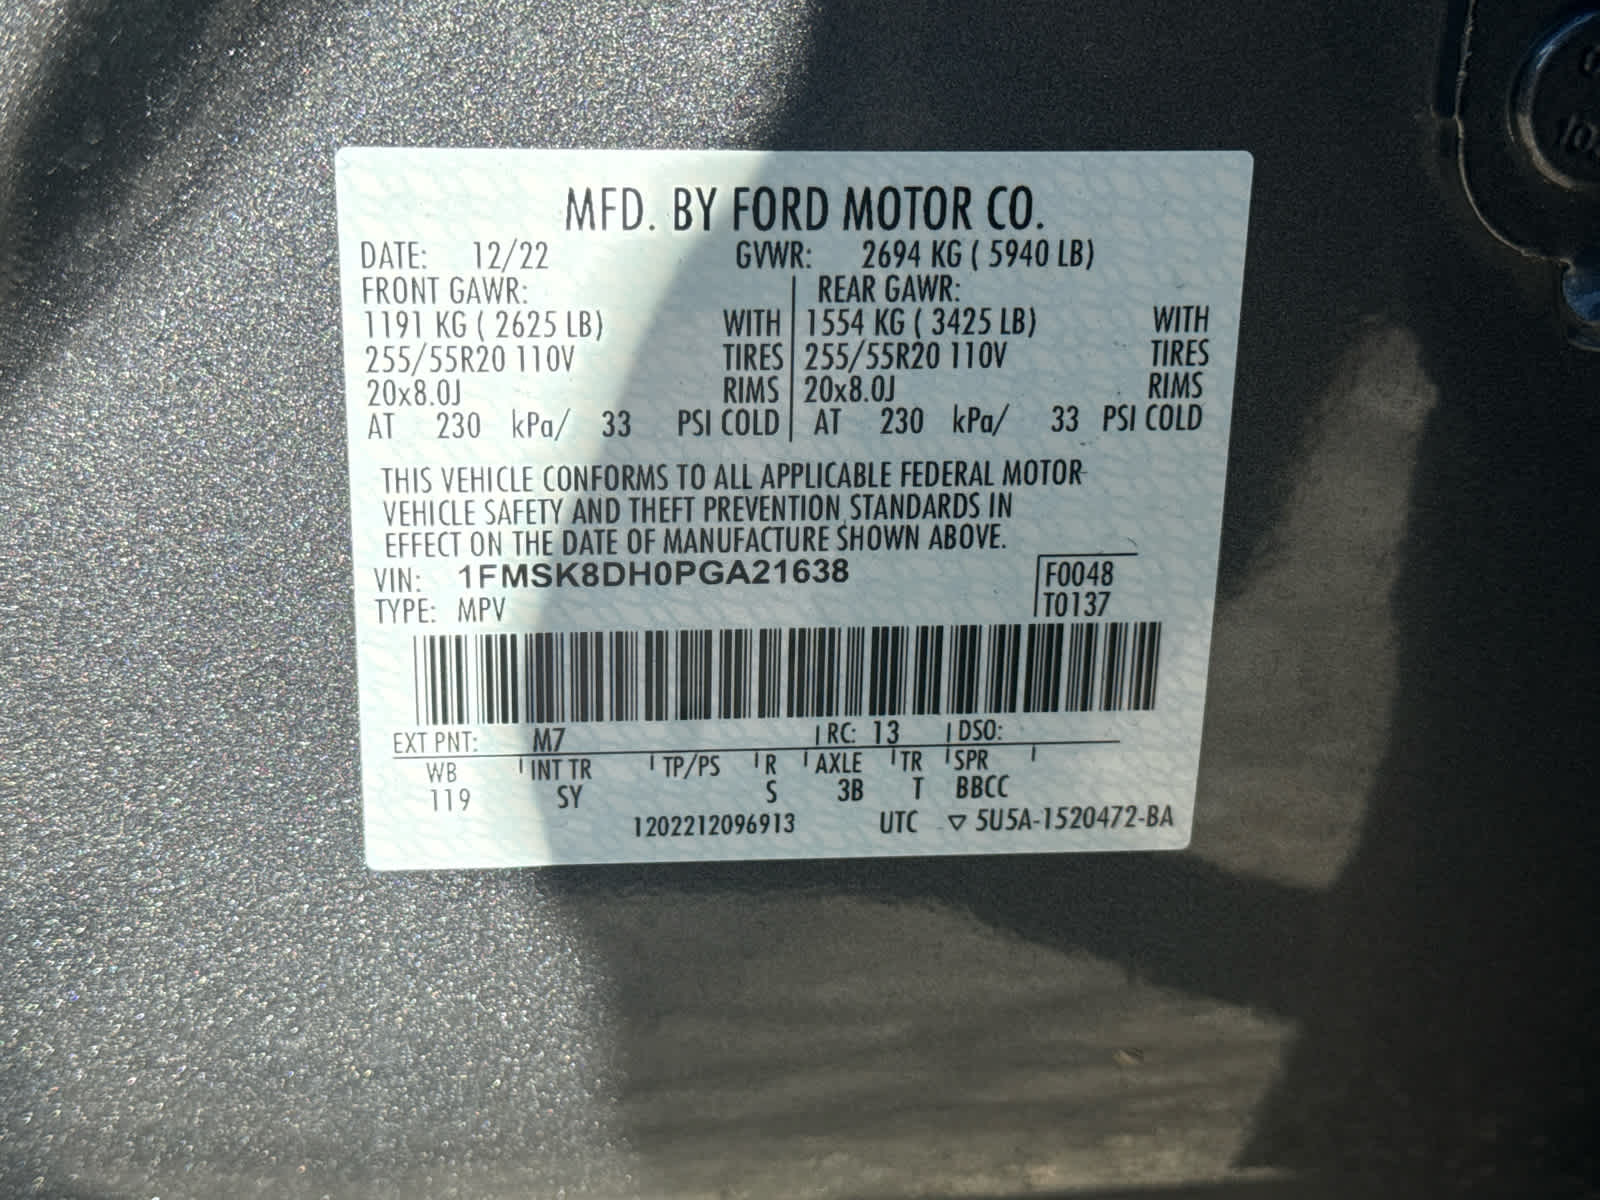 MFD. BY FORD MOTOR CO.
DATE: 12/22 GVWR: 2694 KG ( 5940 LB)
FRONT GAWR: REAR GAWR:
1191 KG ( 2625 LB) WITH 1554 KG ( 3425 LB) WITH
255/55R20 110V TIRES 255/55R20 110V TIRES
20x8.0J RIMS 20x8.0J RIMS
AT 230 kPa/ 33 PSI COLD AT 230 kPa/ 33 PSI COLD
THIS VEHICLE CONFORMS TO ALL APPLICABLE FEDERAL MOTOR
VEHICLE SAFETY AND THEFT PREVENTION STANDARDS IN
EFFECT ON THE DATE OF MANUFACTURE SHOWN ABOVE.
VIN: 1FMSK8DH0PGA21638 F0048
TYPE: MPV T0137
EXT PNT: M7 RC: 13 DSO:
WB INT TR TP/PS R AXLE TR SPR
119 SY S 3B T BBCC
1202212096913 UTC ▽ 5U5A-1520472-BA